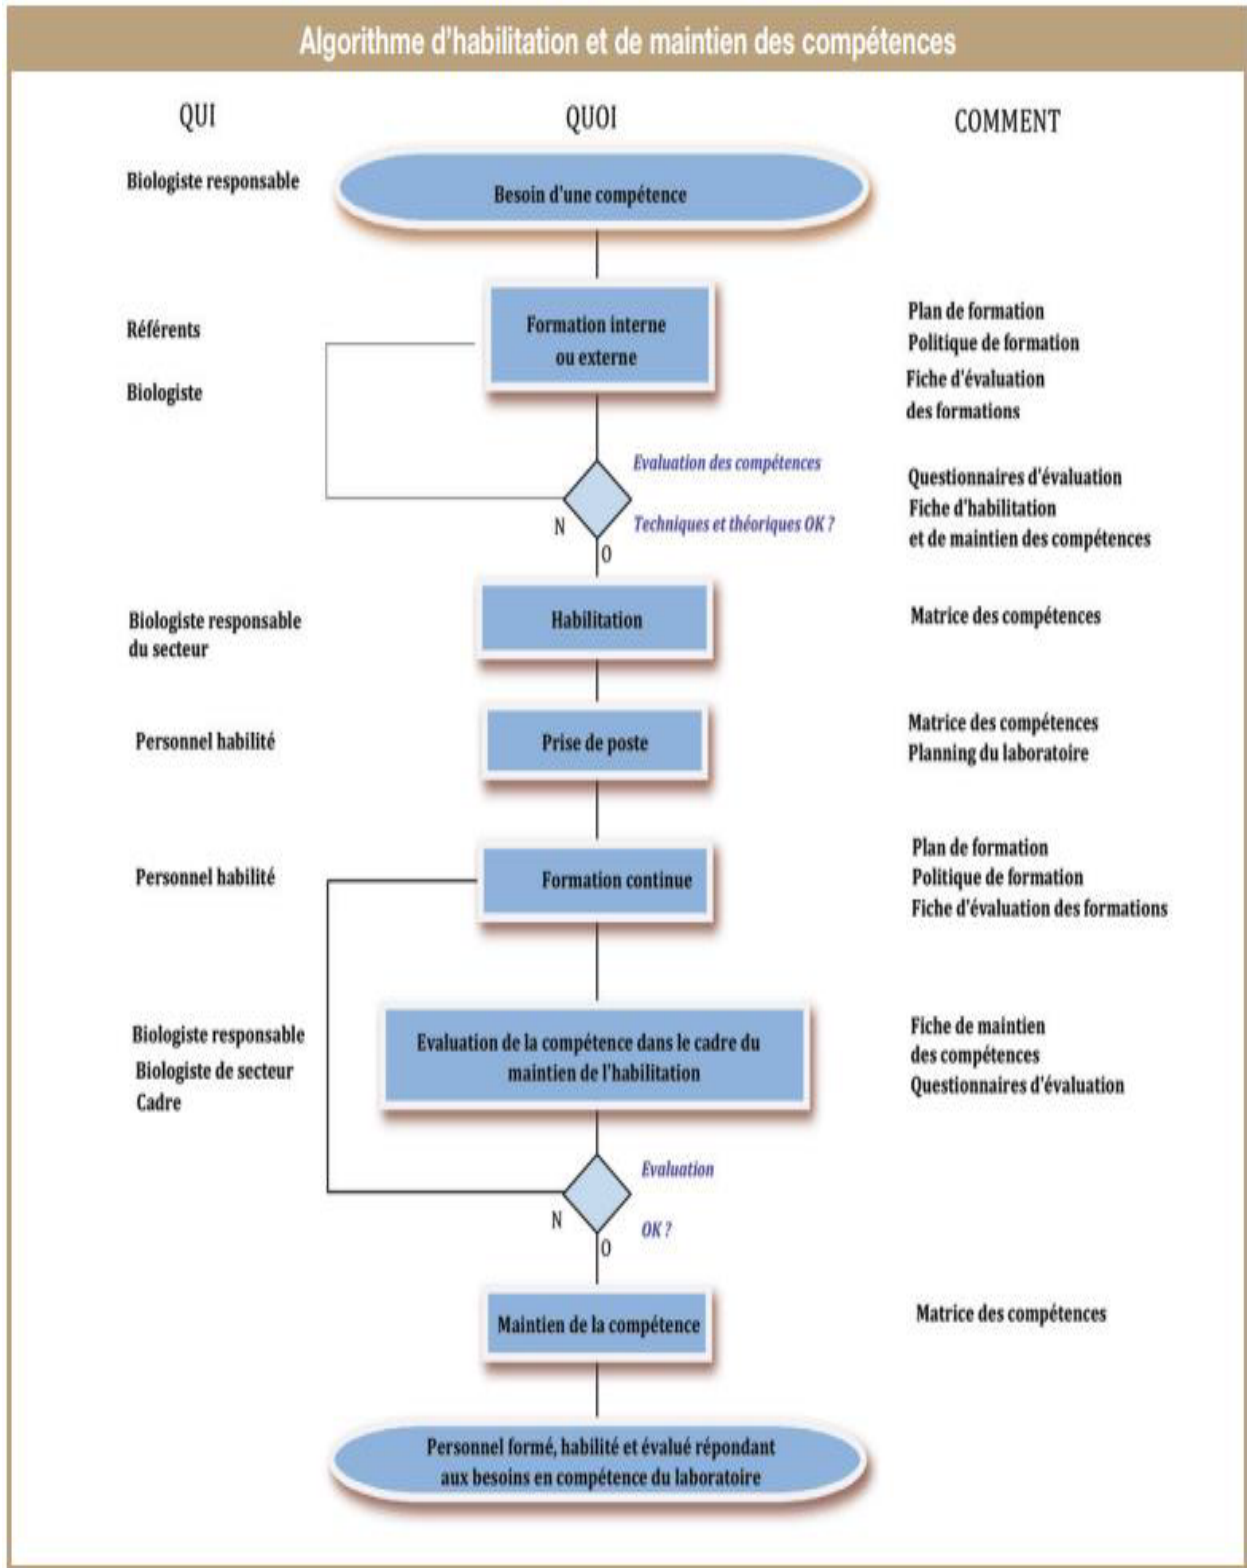 Algorithme d'habilitation et de maintien des compétences
QUI
QUOI
COMMENT
Biologiste responsable
Besoin d'une compétence
Référents
Biologiste
Formation interne
ou externe
Plan de formation
Politique de formation
Fiche d'évaluation
des formations
Evaluation des compétences
Techniques et théoriques OK ?
N
O
Questionnaires d'évaluation
Fiche d'habilitation
et de maintien des compétences
Biologiste responsable
du secteur
Habilitation
Matrice des compétences
Personnel habilité
Prise de poste
Matrice des compétences
Planning du laboratoire
Personnel habilité
Formation continue
Plan de formation
Politique de formation
Fiche d'évaluation des formations
Biologiste responsable
Biologiste de secteur
Cadre
Evaluation de la compétence dans le cadre du
maintien de l'habilitation
Fiche de maintien
des compétences
Questionnaires d'évaluation
Evaluation
OK ?
N
O
Maintien de la compétence
Matrice des compétences
Personnel formé, habilité et évalué répondant
aux besoins en compétence du laboratoire